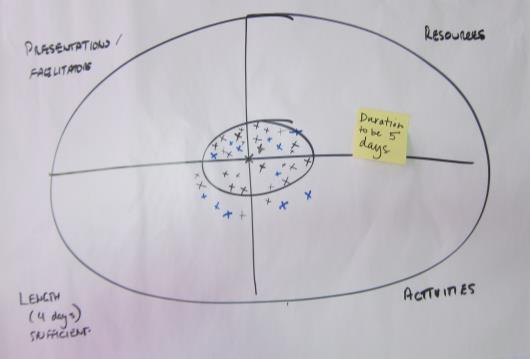 PRESENTATIONS/
FACILITATORS
RESOURCES
Duration
to be 5
days
LENGTH
(4 days)
SUFFICIENT.
ACTIVITIES